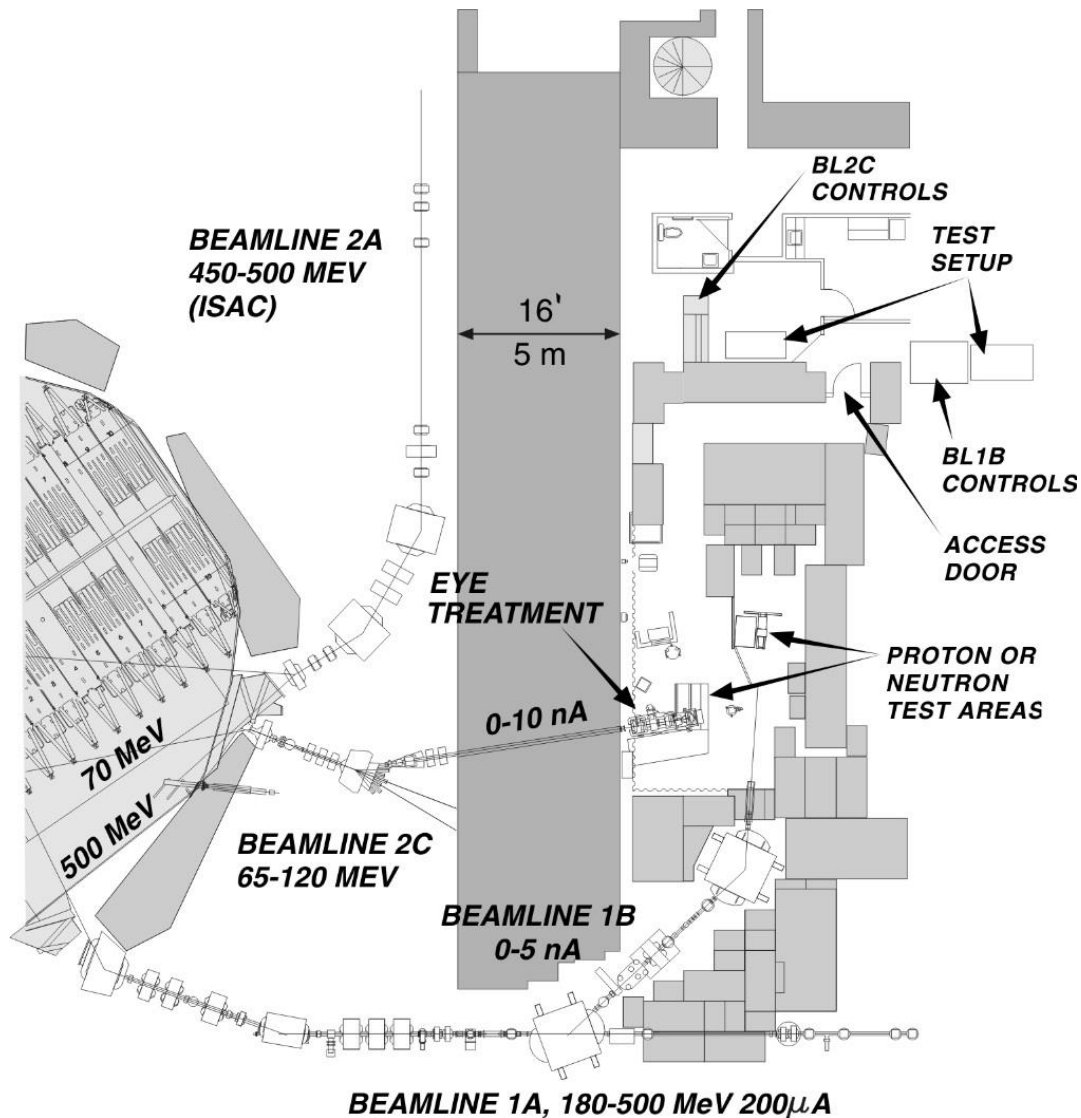 BL2C
CONTROLS
TEST
SETUP
BEAMLINE 2A
450-500 MEV
(ISAC)
16'
5 m
BL1B
CONTROLS
ACCESS
DOOR
EYE
TREATMENT
PROTON OR
NEUTRON
TEST AREAS
0-10 nA
70 MeV
500 MeV
BEAMLINE 2C
65-120 MEV
BEAMLINE 1B
0-5 nA
BEAMLINE 1A, 180-500 MeV 200µA